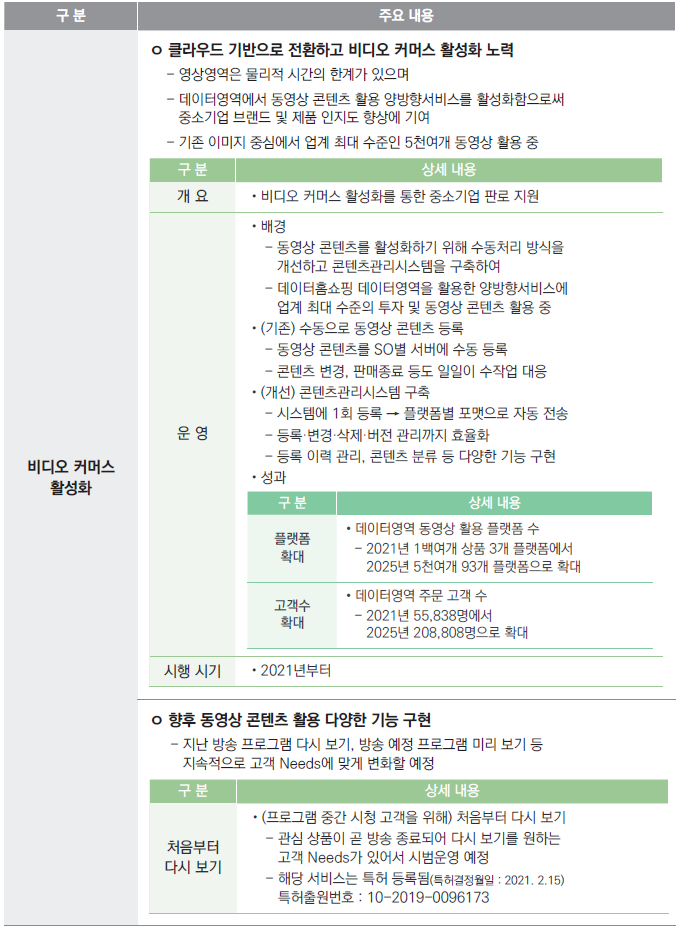 구 분
주요 내용
비디오 커머스
활성화
ㅇ 클라우드 기반으로 전환하고 비디오 커머스 활성화 노력
– 영상영역은 물리적 시간의 한계가 있으며
– 데이터영역에서 동영상 콘텐츠 활용 양방향서비스를 활성화함으로써
중소기업 브랜드 및 제품 인지도 향상에 기여
– 기존 이미지 중심에서 업계 최대 수준인 5천여개 동영상 활용 중
구 분
상세 내용
개 요
• 비디오 커머스 활성화를 통한 중소기업 판로 지원
운 영
• 배경
– 동영상 콘텐츠를 활성화하기 위해 수동처리 방식을
개선하고 콘텐츠관리시스템을 구축하여
– 데이터홈쇼핑 데이터영역을 활용한 양방향서비스에
업계 최대 수준의 투자 및 동영상 콘텐츠 활용 중
• (기존) 수동으로 동영상 콘텐츠 등록
– 동영상 콘텐츠를 SO별 서버에 수동 등록
– 콘텐츠 변경, 판매종료 등도 일일이 수작업 대응
• (개선) 콘텐츠관리시스템 구축
– 시스템에 1회 등록 → 플랫폼별 포맷으로 자동 전송
– 등록·변경·삭제·버전 관리까지 효율화
– 등록 이력 관리, 콘텐츠 분류 등 다양한 기능 구현
• 성과
구 분
상세 내용
플랫폼
확대
• 데이터영역 동영상 활용 플랫폼 수
– 2021년 1백여개 상품 3개 플랫폼에서
2025년 5천여개 93개 플랫폼으로 확대
고객수
확대
• 데이터영역 주문 고객 수
– 2021년 55,838명에서
2025년 208,808명으로 확대
시행 시기
• 2021년부터
ㅇ 향후 동영상 콘텐츠 활용 다양한 기능 구현
– 지난 방송 프로그램 다시 보기, 방송 예정 프로그램 미리 보기 등
지속적으로 고객 Needs에 맞게 변화할 예정
구 분
상세 내용
처음부터
다시 보기
• (프로그램 중간 시청 고객을 위해) 처음부터 다시 보기
– 관심 상품이 곧 방송 종료되어 다시 보기를 원하는
고객 Needs가 있어서 시범운영 예정
– 해당 서비스는 특허 등록됨(특허결정월일 : 2021. 2.15)
특허출원번호 : 10-2019-0096173